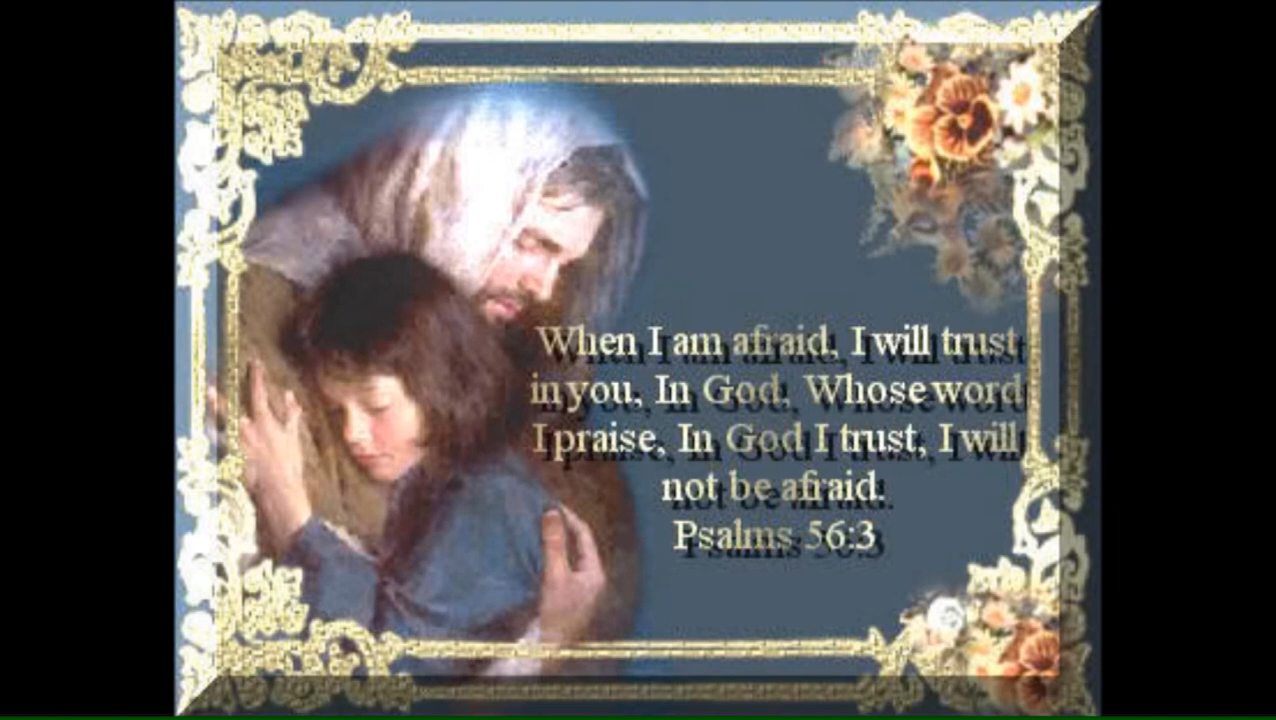 When I am afraid, I will trust
in you, In God, Whose word
I praise, In God I trust, I will
not be afraid.
Psalms 56:3